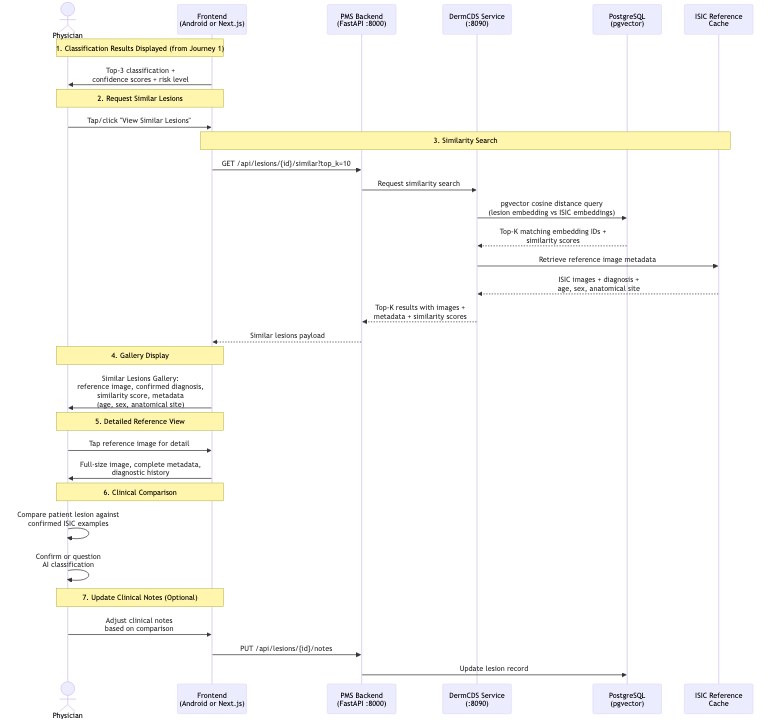 Physician
Frontend
(Android or Next.js)
PMS Backend
(FastAPI :8000)
DermCDS Service
(:8090)
PostgreSQL
(pgvector)
ISIC Reference
Cache
1. Classification Results Displayed (from Journey 1)
Top-3 classification +
confidence scores + risk level
2. Request Similar Lesions
Tap/click "View Similar Lesions"
3. Similarity Search
GET /api/lesions/{id}/similar?top_k=10
Request similarity search
pgvector cosine distance query
(lesion embedding vs ISIC embeddings)
Top-K matching embedding IDs +
similarity scores
Retrieve reference image metadata
ISIC images + diagnosis +
age, sex, anatomical site
Top-K results with images +
metadata + similarity scores
Similar lesions payload
4. Gallery Display
Similar Lesions Gallery:
reference image, confirmed diagnosis,
similarity score, metadata
(age, sex, anatomical site)
5. Detailed Reference View
Tap reference image for detail
Full-size image, complete metadata,
diagnostic history
6. Clinical Comparison
Compare patient lesion against
confirmed ISIC examples
Confirm or question
AI classification
7. Update Clinical Notes (Optional)
Adjust clinical notes
based on comparison
PUT /api/lesions/{id}/notes
Update lesion record
Physician
Frontend
(Android or Next.js)
PMS Backend
(FastAPI :8000)
DermCDS Service
(:8090)
PostgreSQL
(pgvector)
ISIC Reference
Cache